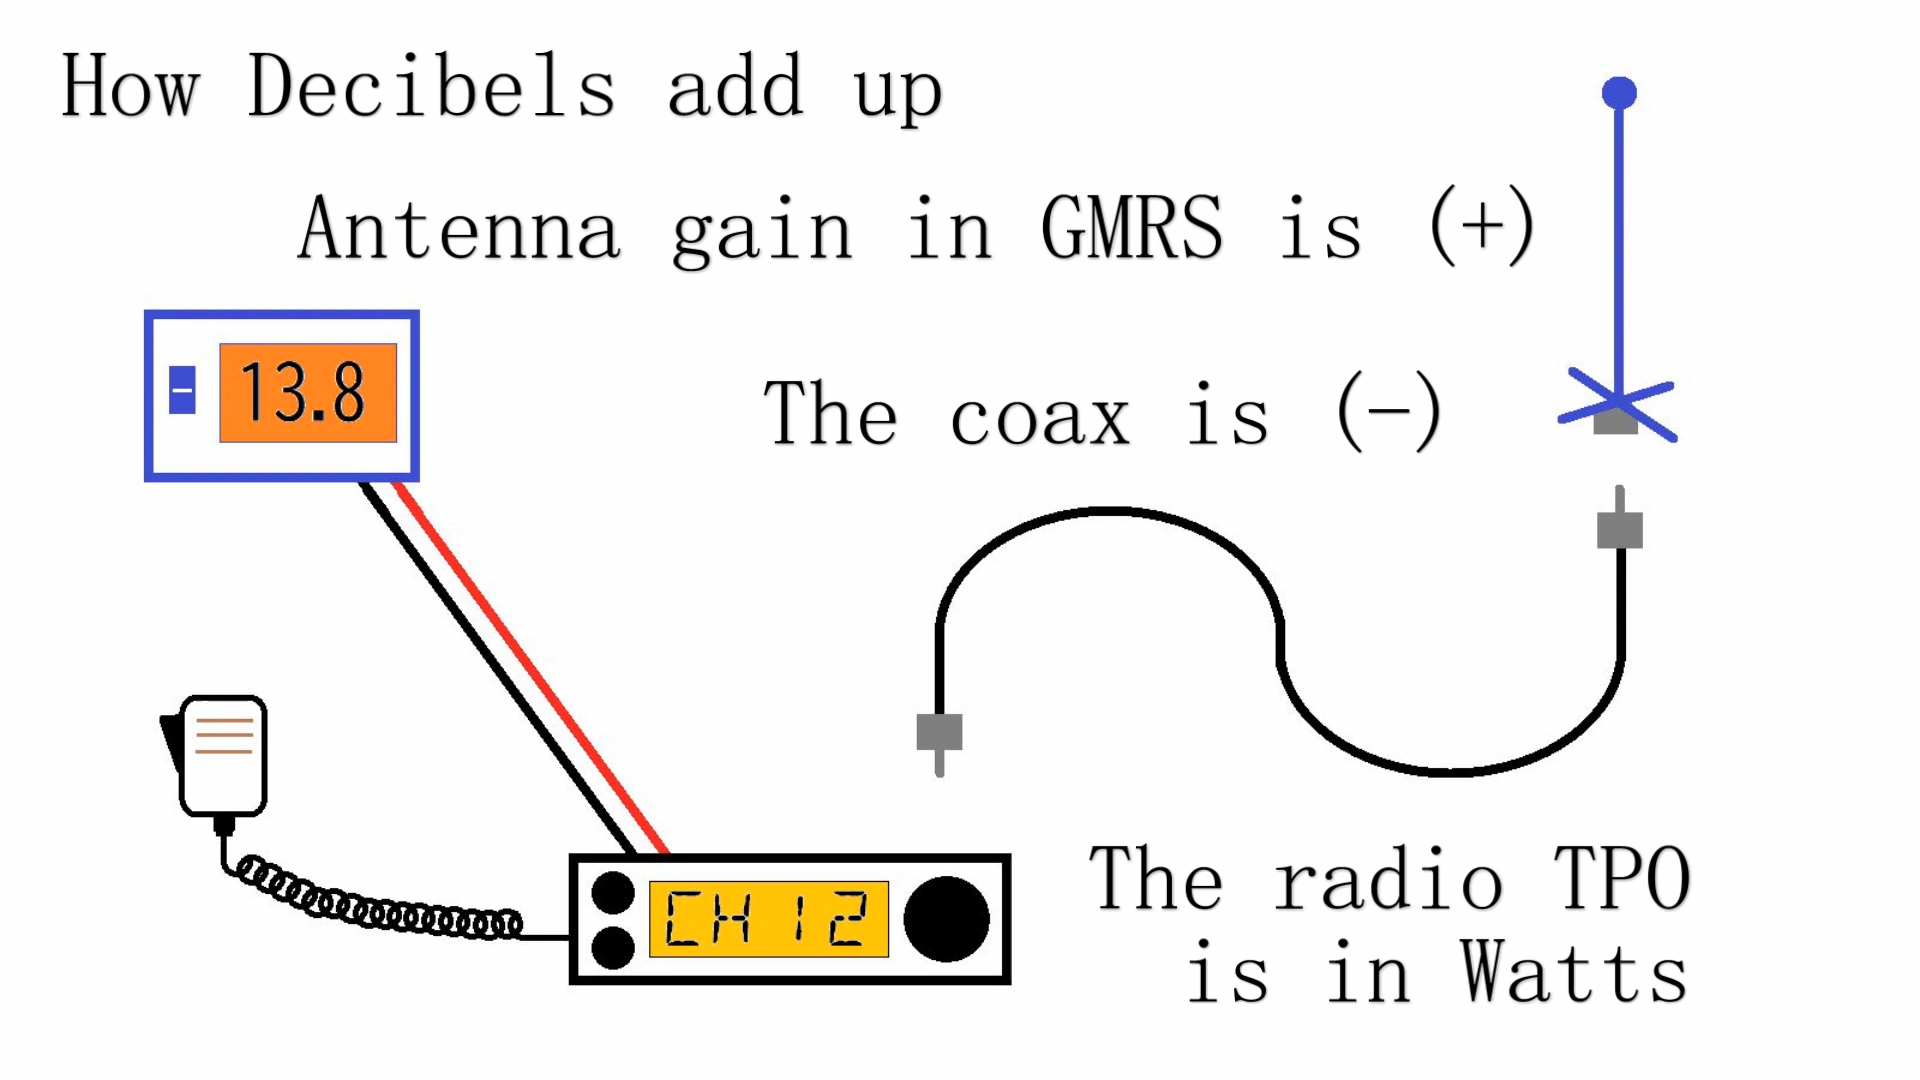 How Decibels add up
Antenna gain in GMRS is (+)
13.8
The coax is (-)
CH 12
The radio TPO
is in Watts